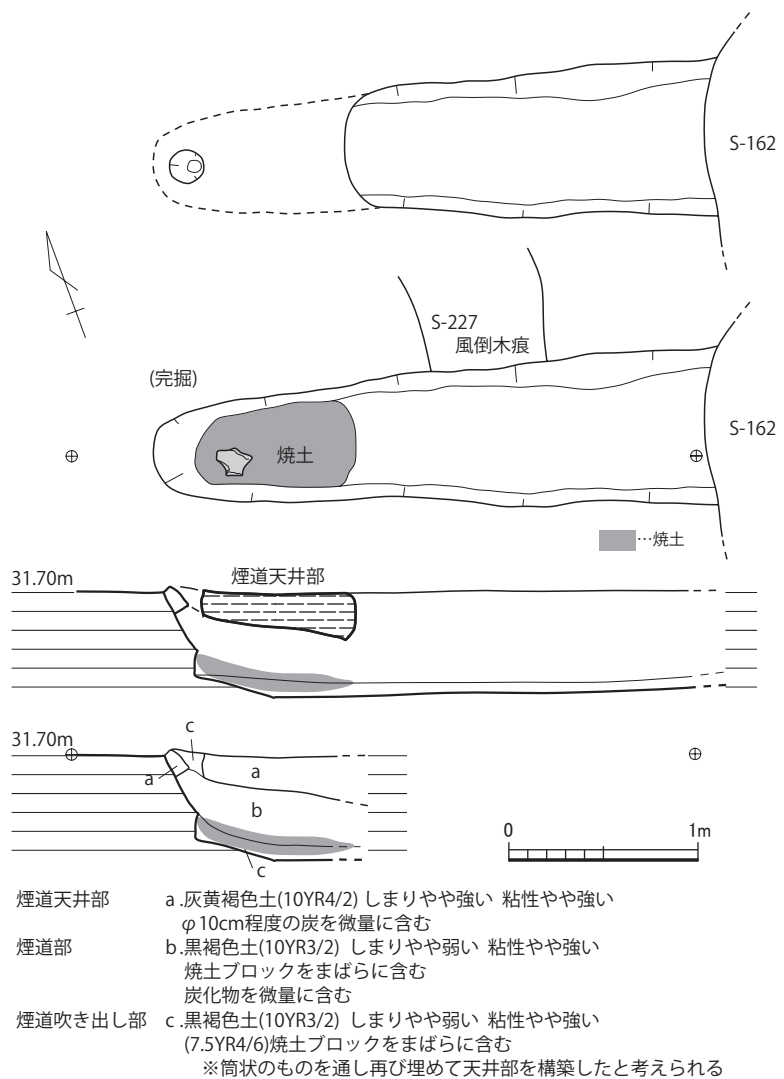 S-162
S-227
風倒木痕
(完掘)
S-162
焼土
…焼土
31.70m
煙道天井部
31.70m
c
a
a
b
c
0
1m
煙道天井部 a.灰黄褐色土(10YR4/2) しまりやや強い 粘性やや強い
φ10cm程度の炭を微量に含む
煙道部 b.黒褐色土(10YR3/2) しまりやや弱い 粘性やや強い
焼土ブロックをまばらに含む
炭化物を微量に含む
煙道吹き出し部 c.黒褐色土(10YR3/2) しまりやや弱い 粘性やや強い
(7.5YR4/6)焼土ブロックをまばらに含む
※筒状のものを通し再び埋めて天井部を構築したと考えられる